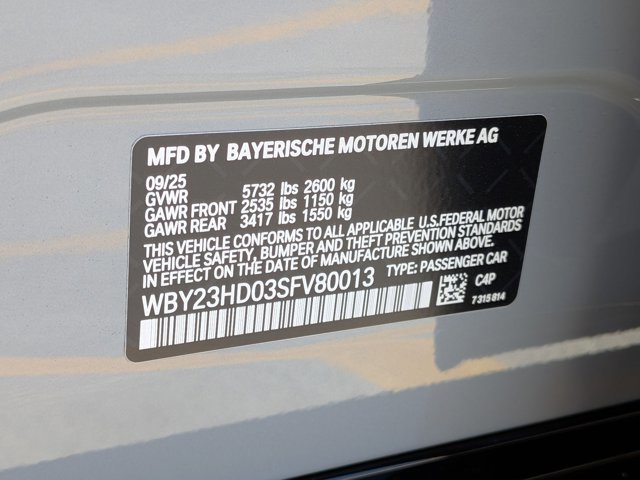 MFD BY BAYERISCHE MOTOREN WERKE AG
09/25
GVWR 5732 lbs 2600 kg
GAWR FRONT 2535 lbs 1150 kg
GAWR REAR 3417 lbs 1550 kg
THIS VEHICLE CONFORMS TO ALL APPLICABLE U.S.FEDERAL MOTOR
VEHICLE SAFETY, BUMPER AND THEFT PREVENTION STANDARDS
IN EFFECT ON THE DATE OF MANUFACTURE SHOWN ABOVE.
WBY23HD03SFV80013 TYPE: PASSENGER CAR
C4P
7315814